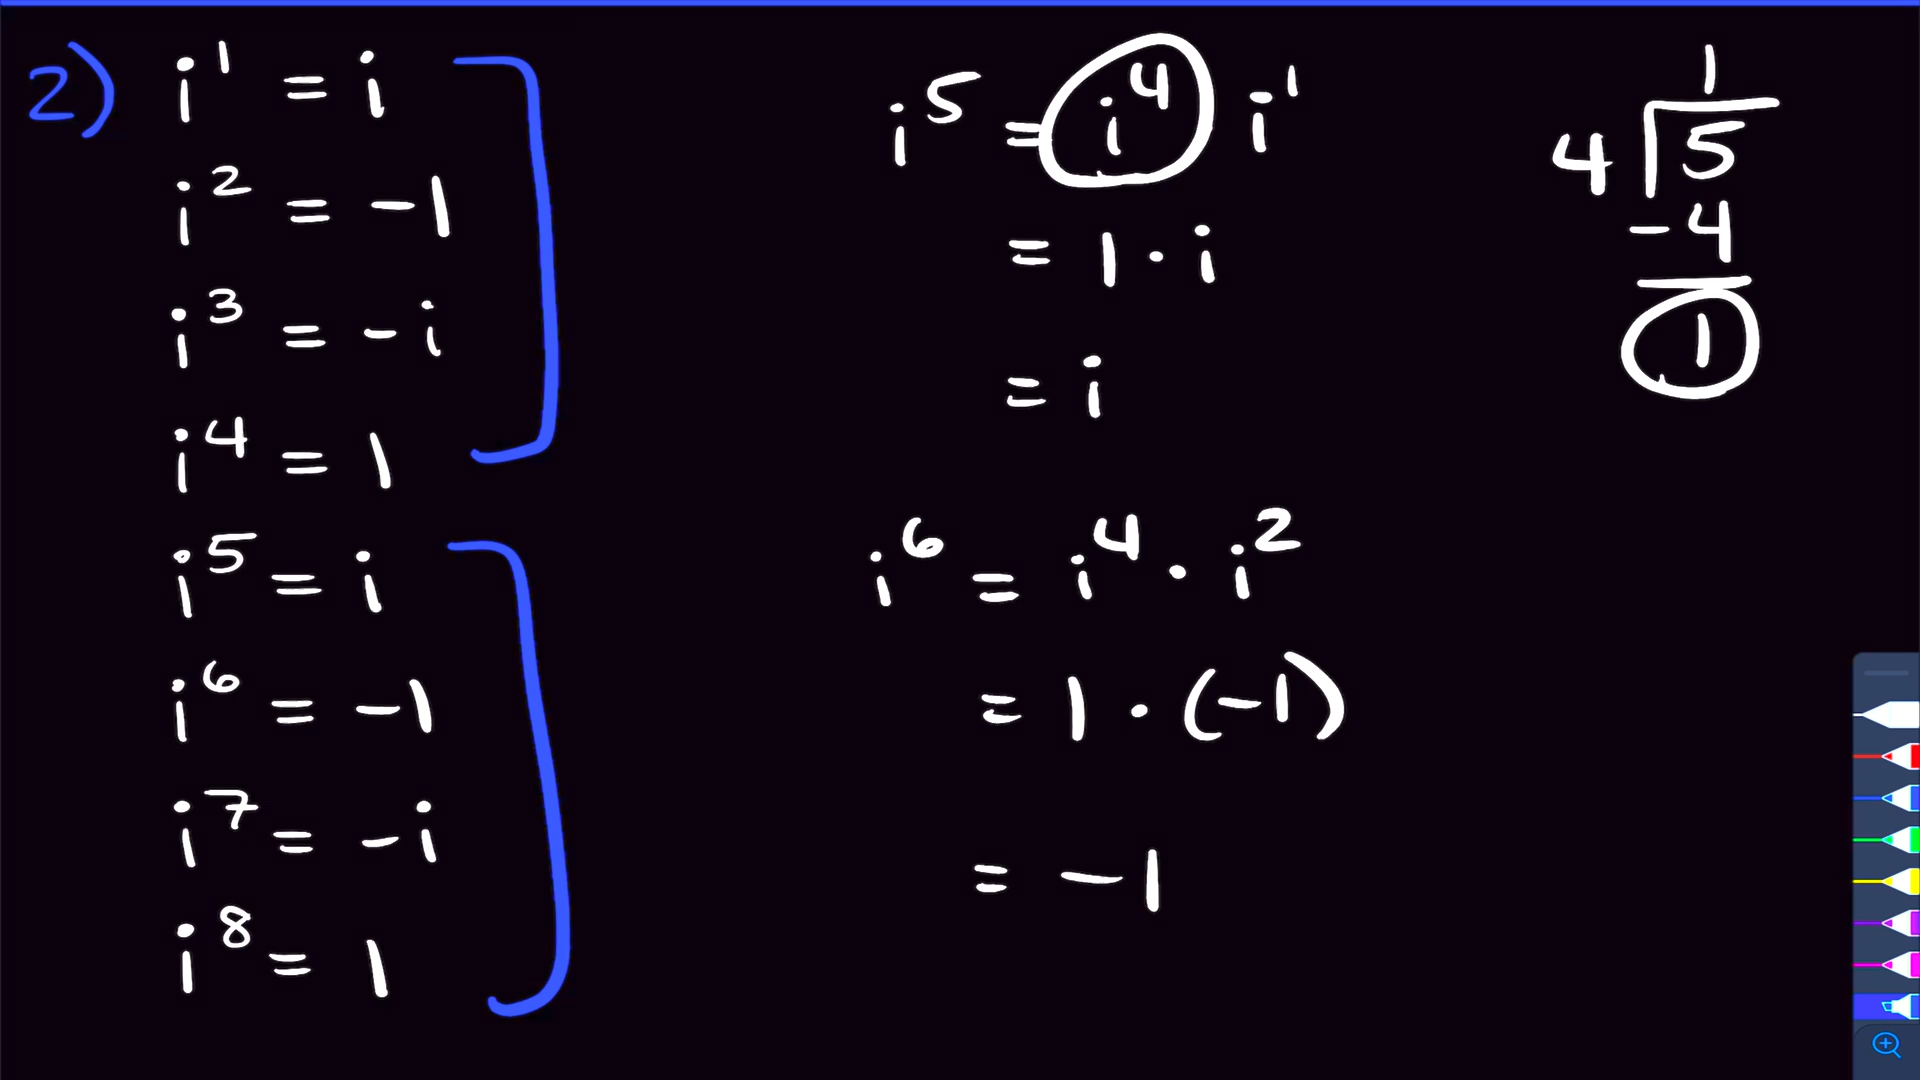 2) i¹ = i
i² = -1
i³ = -i
i⁴ = 1
i⁵ = i
i⁶ = -1
i⁷ = -i
i⁸ = 1
i⁵ = i⁴ i¹
= 1 · i
= i
i⁶ = i⁴ · i²
= 1 · (-1)
= -1
1
4 5
-4
1